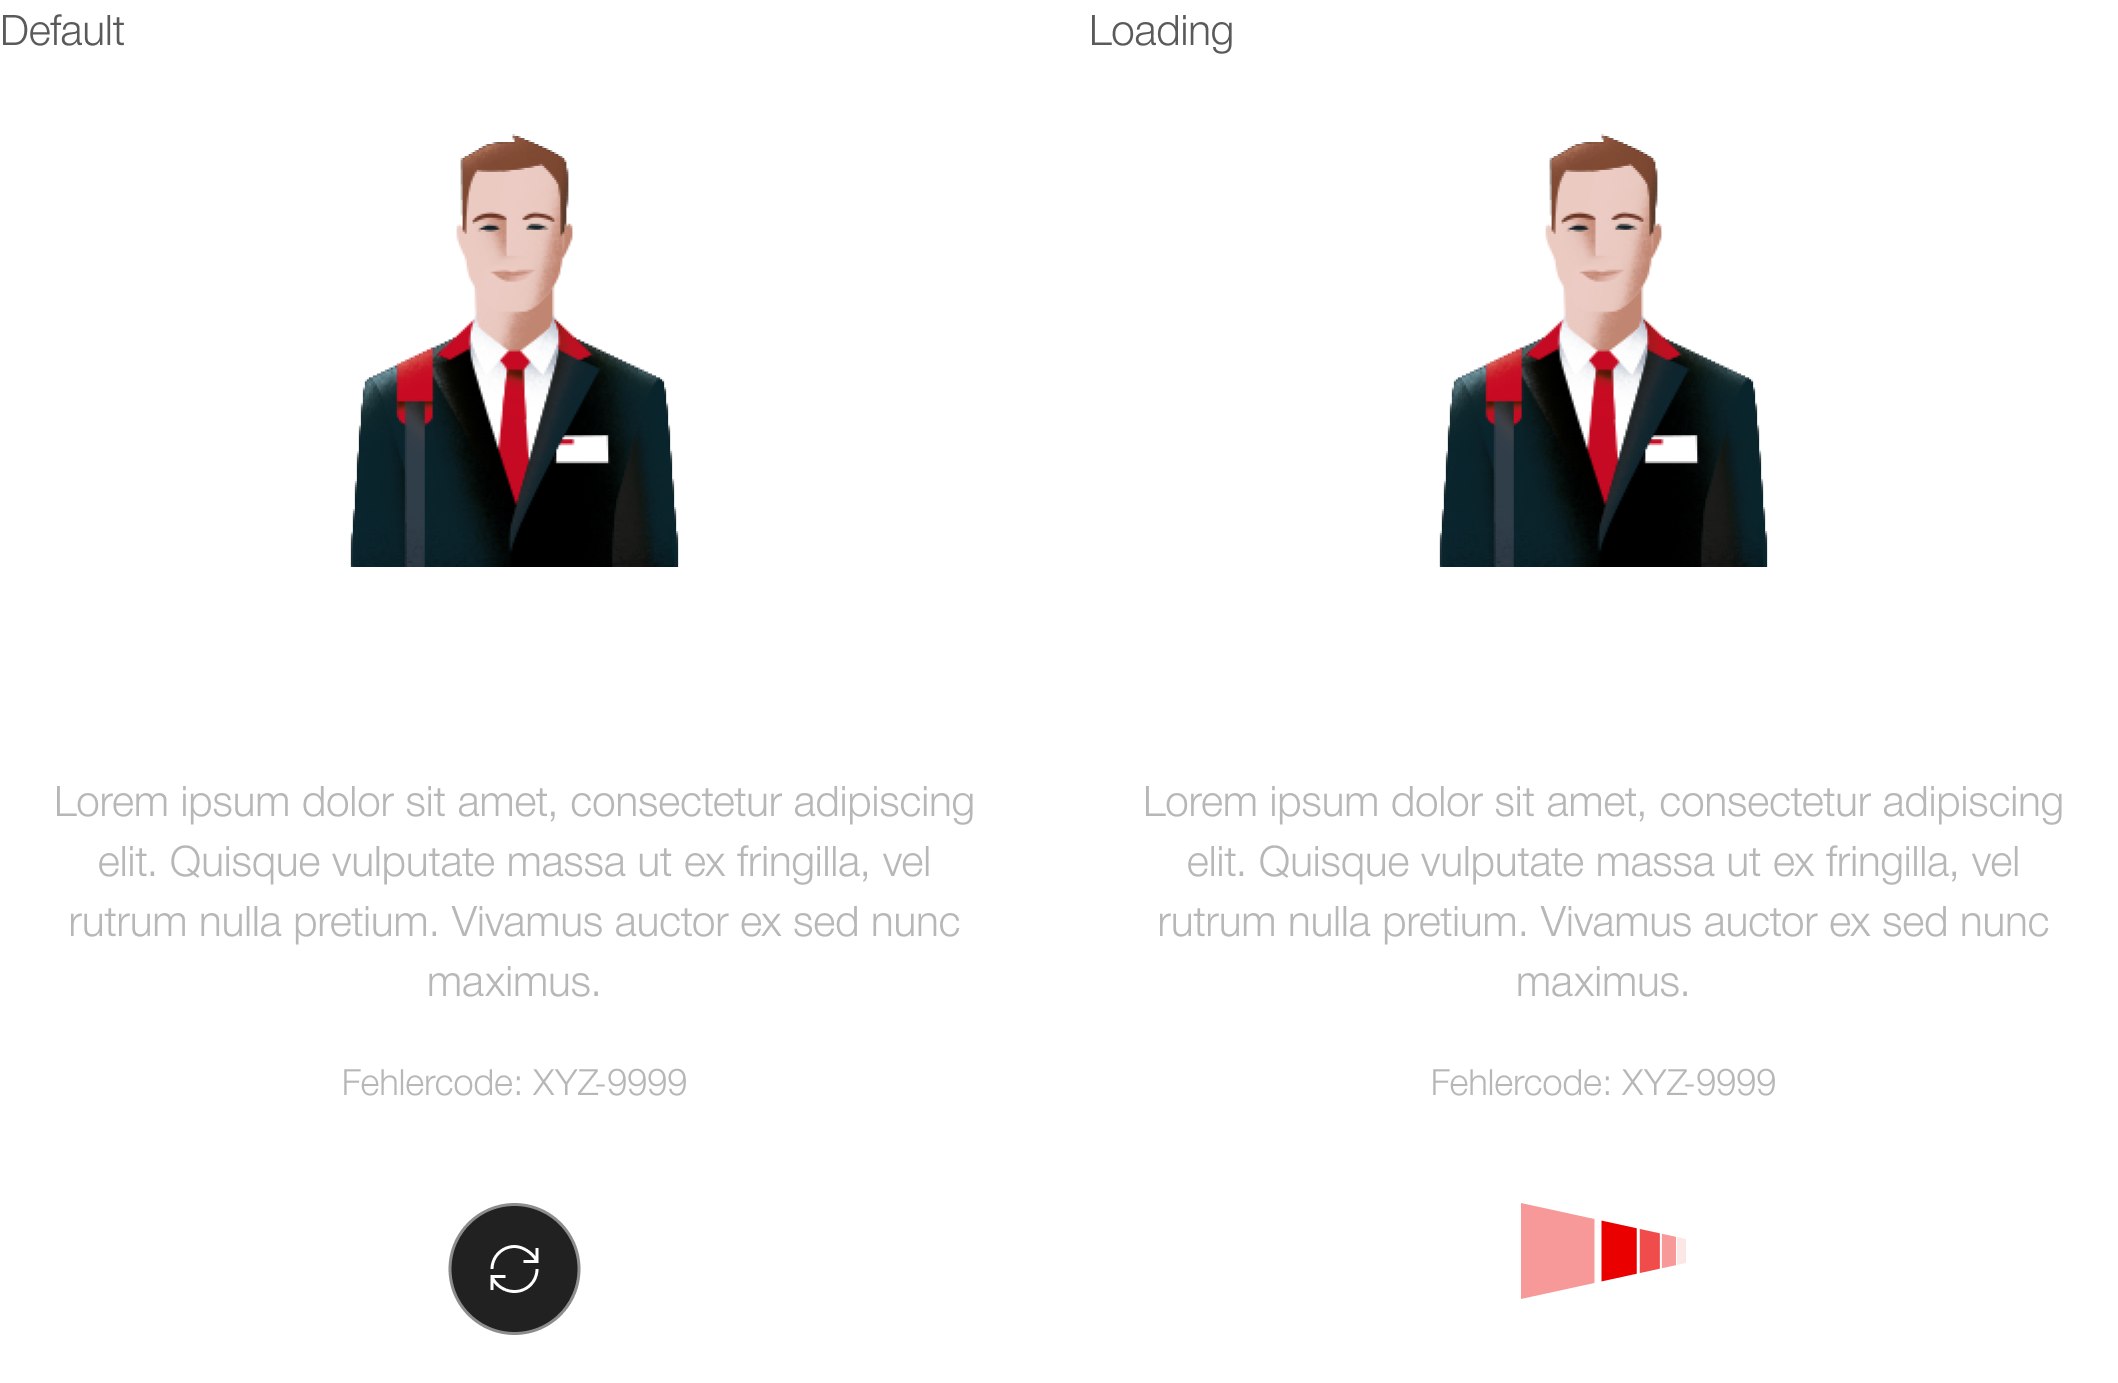 Default
Lorem ipsum dolor sit amet, consectetur adipiscing
elit. Quisque vulputate massa ut ex fringilla, vel
rutrum nulla pretium. Vivamus auctor ex sed nunc
maximus.
Fehlercode: XYZ-9999
Loading
Lorem ipsum dolor sit amet, consectetur adipiscing
elit. Quisque vulputate massa ut ex fringilla, vel
rutrum nulla pretium. Vivamus auctor ex sed nunc
maximus.
Fehlercode: XYZ-9999